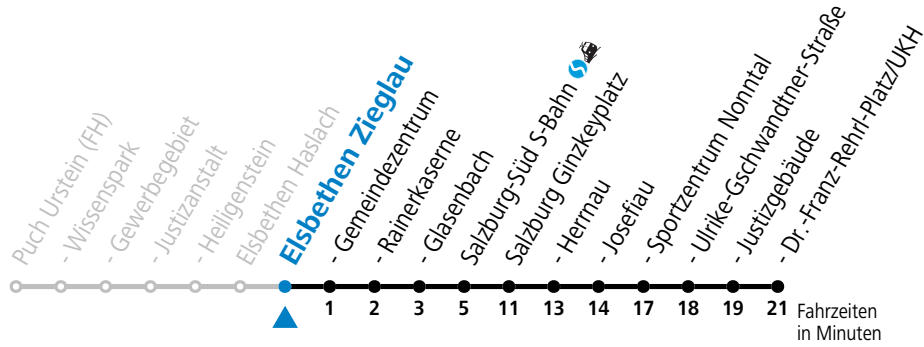 Puch Urstein (FH)
- Wissenspark
- Gewerbegebiet
- Justizanstalt
- Heiligenstein
Elsbethen Haslach
Elsbethen Zieglau
- Gemeindezentrum
- Rainerkaserne
- Glasenbach
Salzburg-Süd S-Bahn
Salzburg Ginzkeyplatz
- Herrnau
- Josefiau
- Sportzentrum Nonntal
- Ulrike-Gschwandtner-Straße
- Justizgebäude
- Dr.-Franz-Rehrl-Platz/UKH
1 2 3 5 11 13 14 17 18 19 21 Fahrzeiten
in Minuten